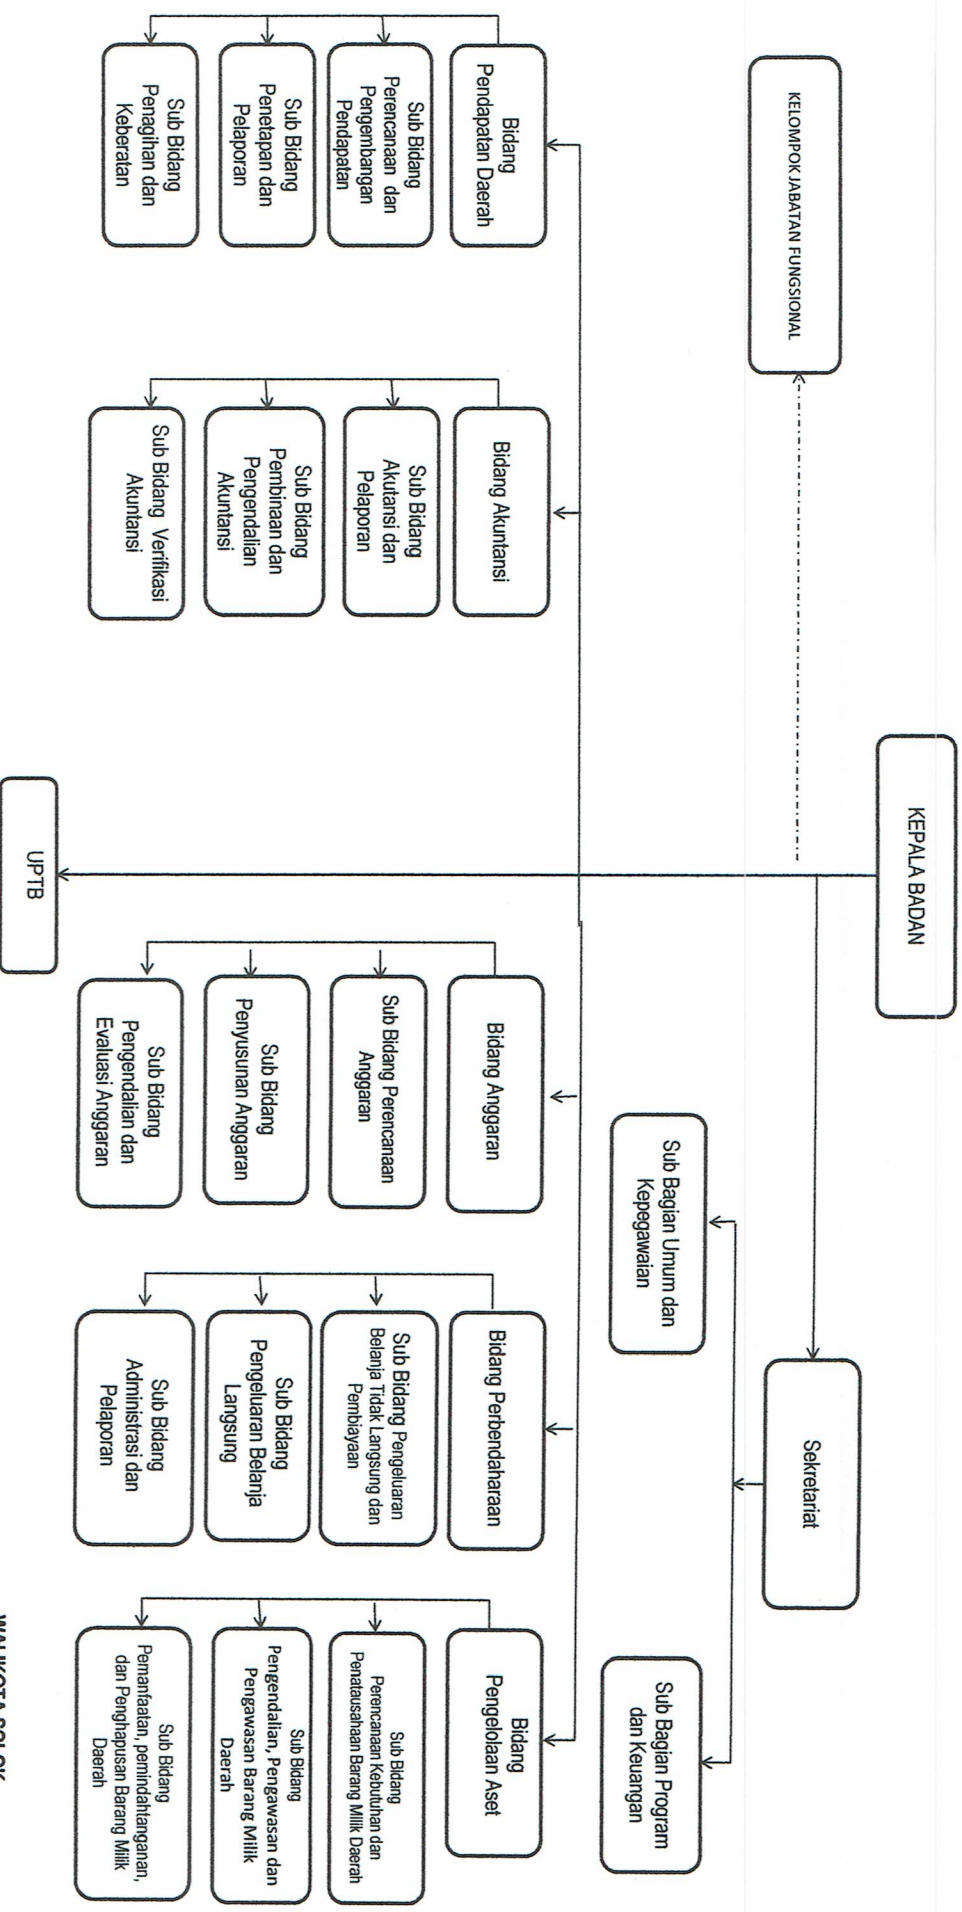 KEPALA BADAN
KELOMPOK JABATAN FUNGSIONAL
Sekretariat
Sub Bagian Umum dan
Kepegawaian
Sub Bagian Program
dan Keuangan
Bidang
Pendapatan Daerah
Sub Bidang
Perencanaan dan
Pengembangan
Pendapatan
Sub Bidang
Penetapan dan
Pelaporan
Sub Bidang
Penagihan dan
Keberatan
Bidang Akuntansi
Sub Bidang
Akutansi dan
Pelaporan
Sub Bidang
Pembinaan dan
Pengendalian
Akuntansi
Sub Bidang Verifikasi
Akuntansi
Bidang Anggaran
Sub Bidang Perencanaan
Anggaran
Sub Bidang
Penyusunan Anggaran
Sub Bidang
Pengendalian dan
Evaluasi Anggaran
Bidang Perbendaharaan
Sub Bidang Pengeluaran
Belanja Tidak Langsung dan
Pembiayaan
Sub Bidang
Pengeluaran Belanja
Langsung
Sub Bidang
Administrasi dan
Pelaporan
Bidang
Pengelolaan Aset
Sub Bidang
Perencanaan Kebutuhan dan
Penatausahaan Barang Milik Daerah
Sub Bidang
Pengendalian, Pengawasan dan
Pengawasan Barang Milik
Daerah
Sub Bidang
Pemanfaatan, pemindahtanganan,
dan Penghapusan Barang Milik
Daerah
UPTB
WALIKOTA SOLOK